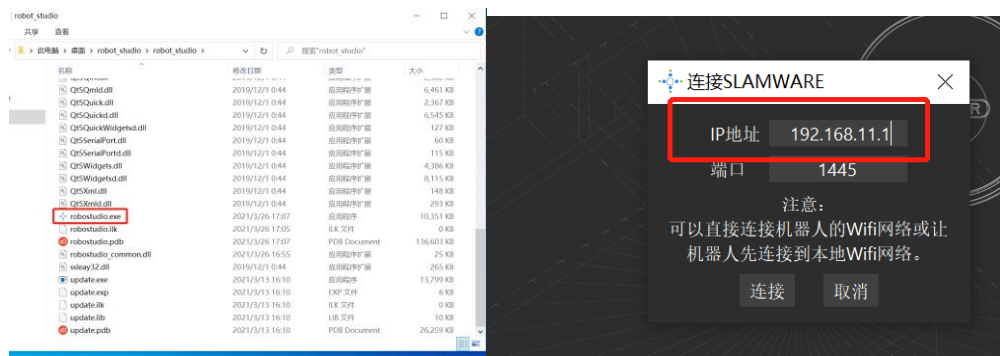 robot_studio
共享 查看
此电脑 › 桌面 › robot_studio › robot_studio ›
搜索"robot_studio"
名称 修改日期 类型 大小
Qt5Qmld.dll 2019/12/1 0:44 应用程序扩展 6,461 KB
Qt5Quick.dll 2019/12/1 0:44 应用程序扩展 2,367 KB
Qt5Quickd.dll 2019/12/1 0:44 应用程序扩展 6,545 KB
Qt5QuickWidgetsd.dll 2019/12/1 0:44 应用程序扩展 127 KB
Qt5SerialPort.dll 2019/12/1 0:44 应用程序扩展 60 KB
Qt5SerialPortd.dll 2019/12/1 0:44 应用程序扩展 115 KB
Qt5Widgets.dll 2019/12/1 0:44 应用程序扩展 4,386 KB
Qt5Widgetsd.dll 2019/12/1 0:44 应用程序扩展 8,115 KB
Qt5Xml.dll 2019/12/1 0:44 应用程序扩展 148 KB
Qt5Xmld.dll 2019/12/1 0:44 应用程序扩展 293 KB
robostudio.exe 2021/3/26 17:07 应用程序 10,351 KB
robostudio.ilk 2021/3/26 17:05 ILK 文件 0 KB
robostudio.pdb 2021/3/26 17:07 PDB Document 136,603 KB
robostudio_common.dll 2021/3/26 16:55 应用程序扩展 25 KB
ssleay32.dll 2019/12/1 0:44 应用程序扩展 265 KB
update.exe 2021/3/13 16:10 应用程序 13,799 KB
update.exp 2021/3/13 16:10 EXP 文件 6 KB
update.ilk 2021/3/13 16:10 ILK 文件 0 KB
update.lib 2021/3/13 16:10 LIB 文件 10 KB
update.pdb 2021/3/13 16:10 PDB Document 26,259 KB
连接SLAMWARE
IP地址 192.168.11.1
端口 1445
注意：
可以直接连接机器人的Wifi网络或让
机器人先连接到本地Wifi网络。
连接 取消
R